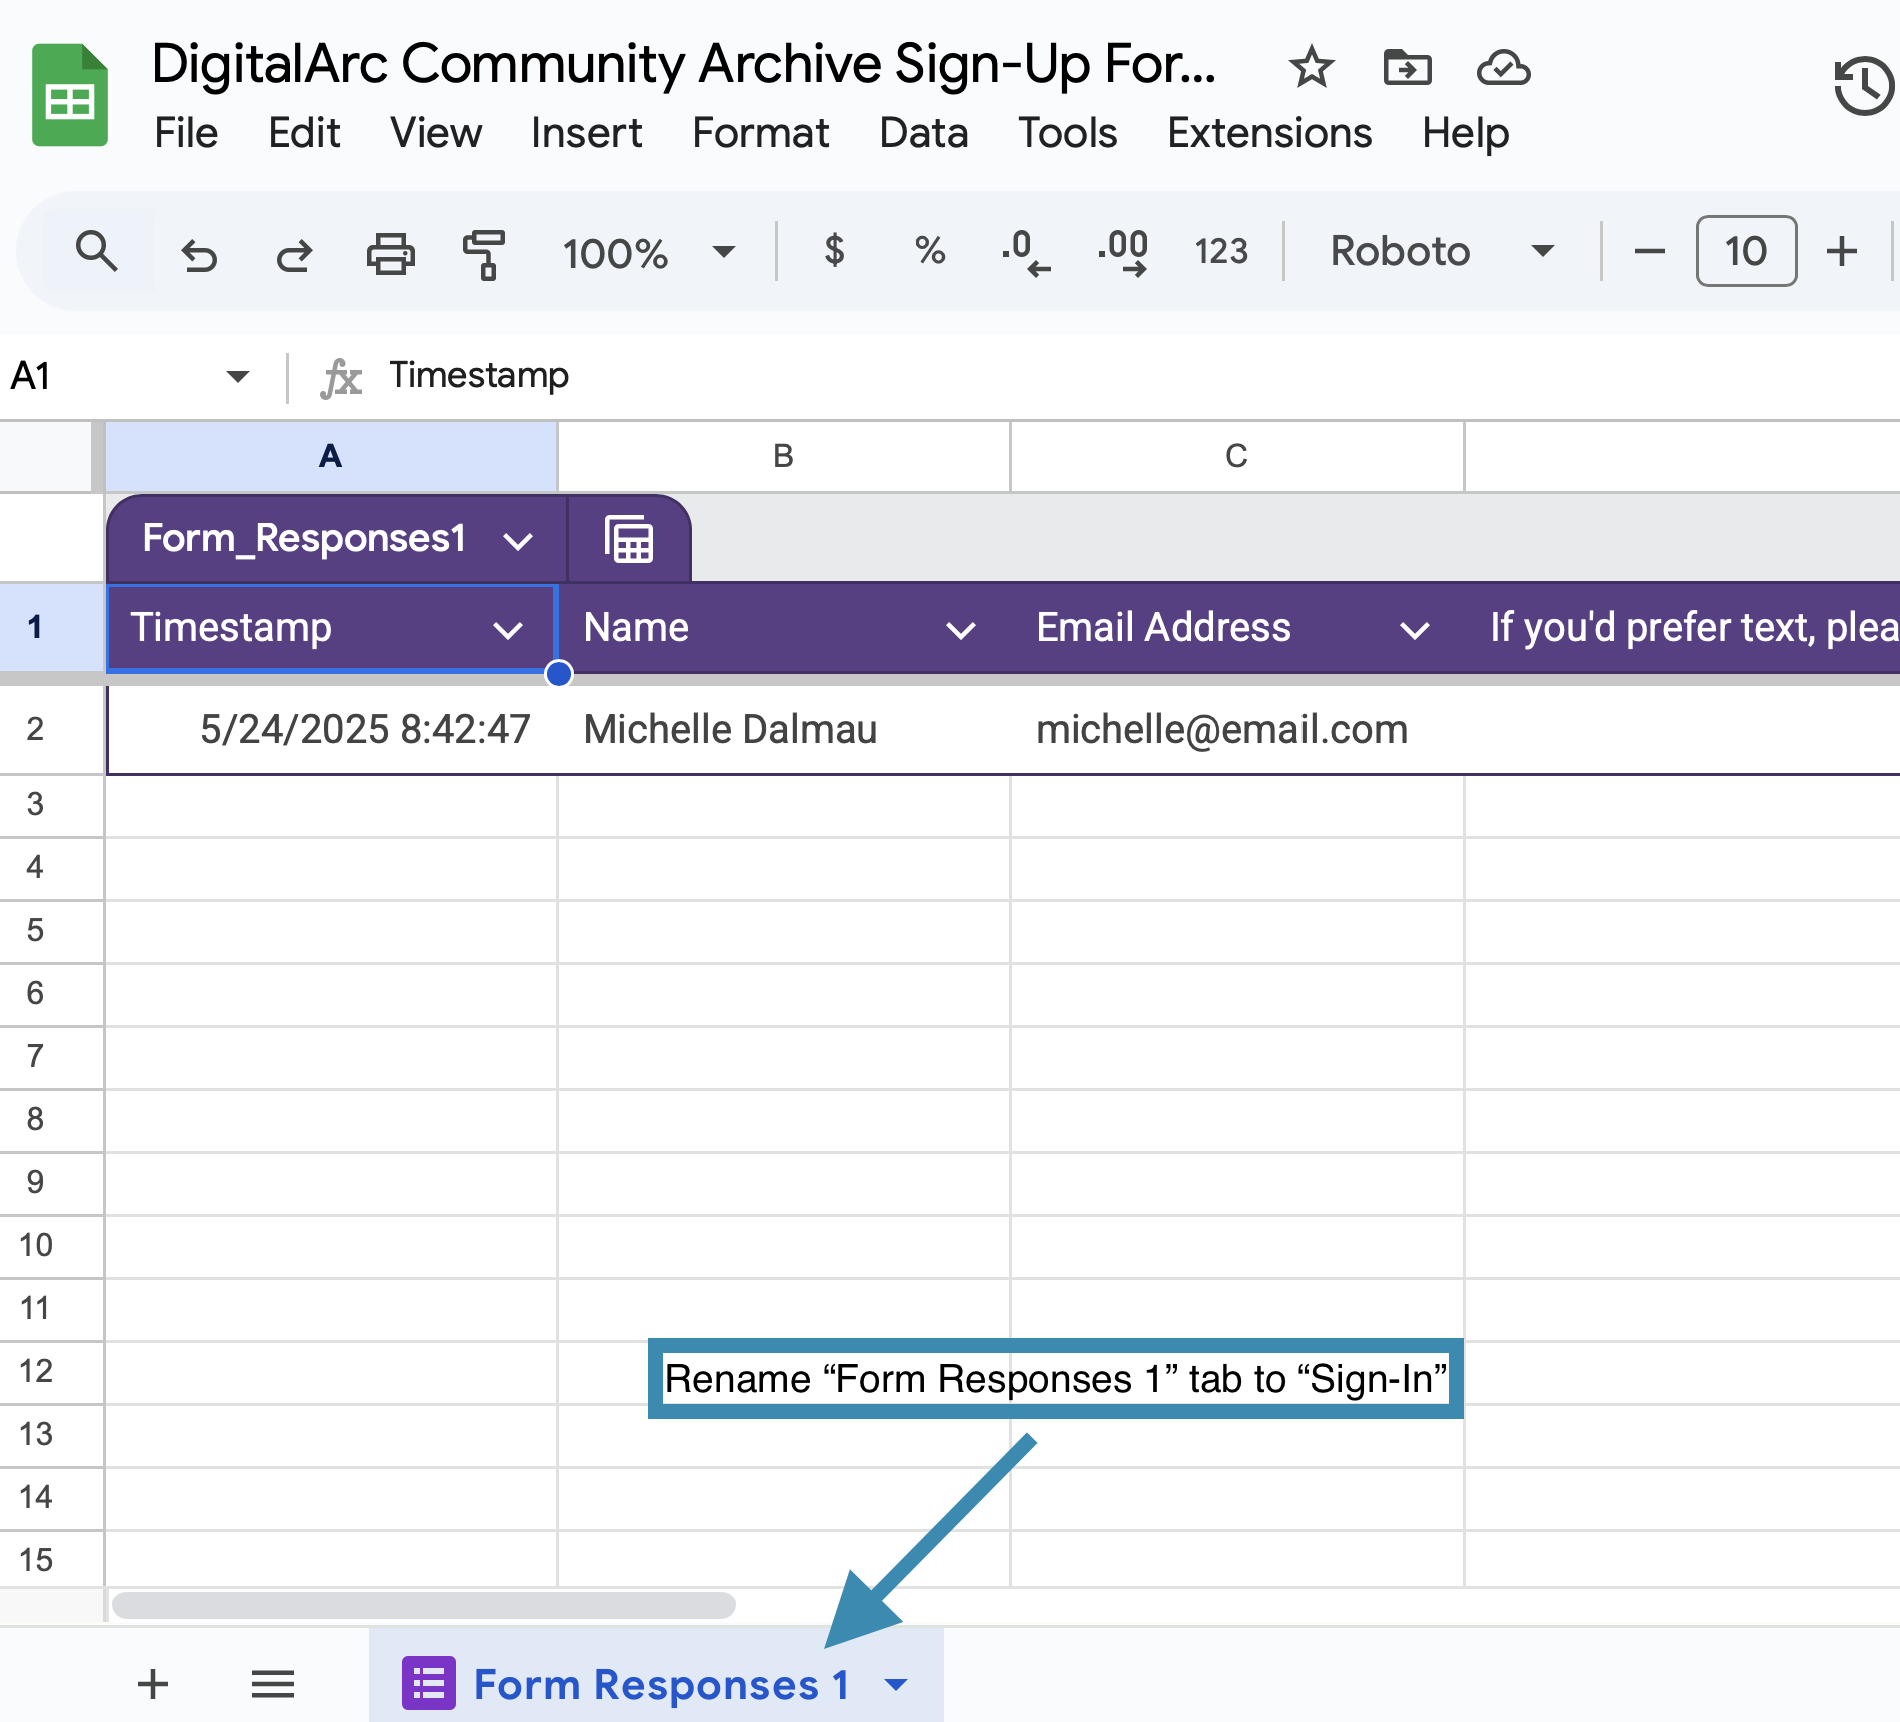 DigitalArc Community Archive Sign-Up For...
File Edit View Insert Format Data Tools Extensions Help
100% $ % .0 .00 123 Roboto 10
A1 fx Timestamp
A B C
Form_Responses1
1 Timestamp Name Email Address If you'd prefer text, plea
2 5/24/2025 8:42:47 Michelle Dalmau michelle@email.com
3
4
5
6
7
8
9
10
11
12
Rename “Form Responses 1” tab to “Sign-In”
13
14
15
Form Responses 1